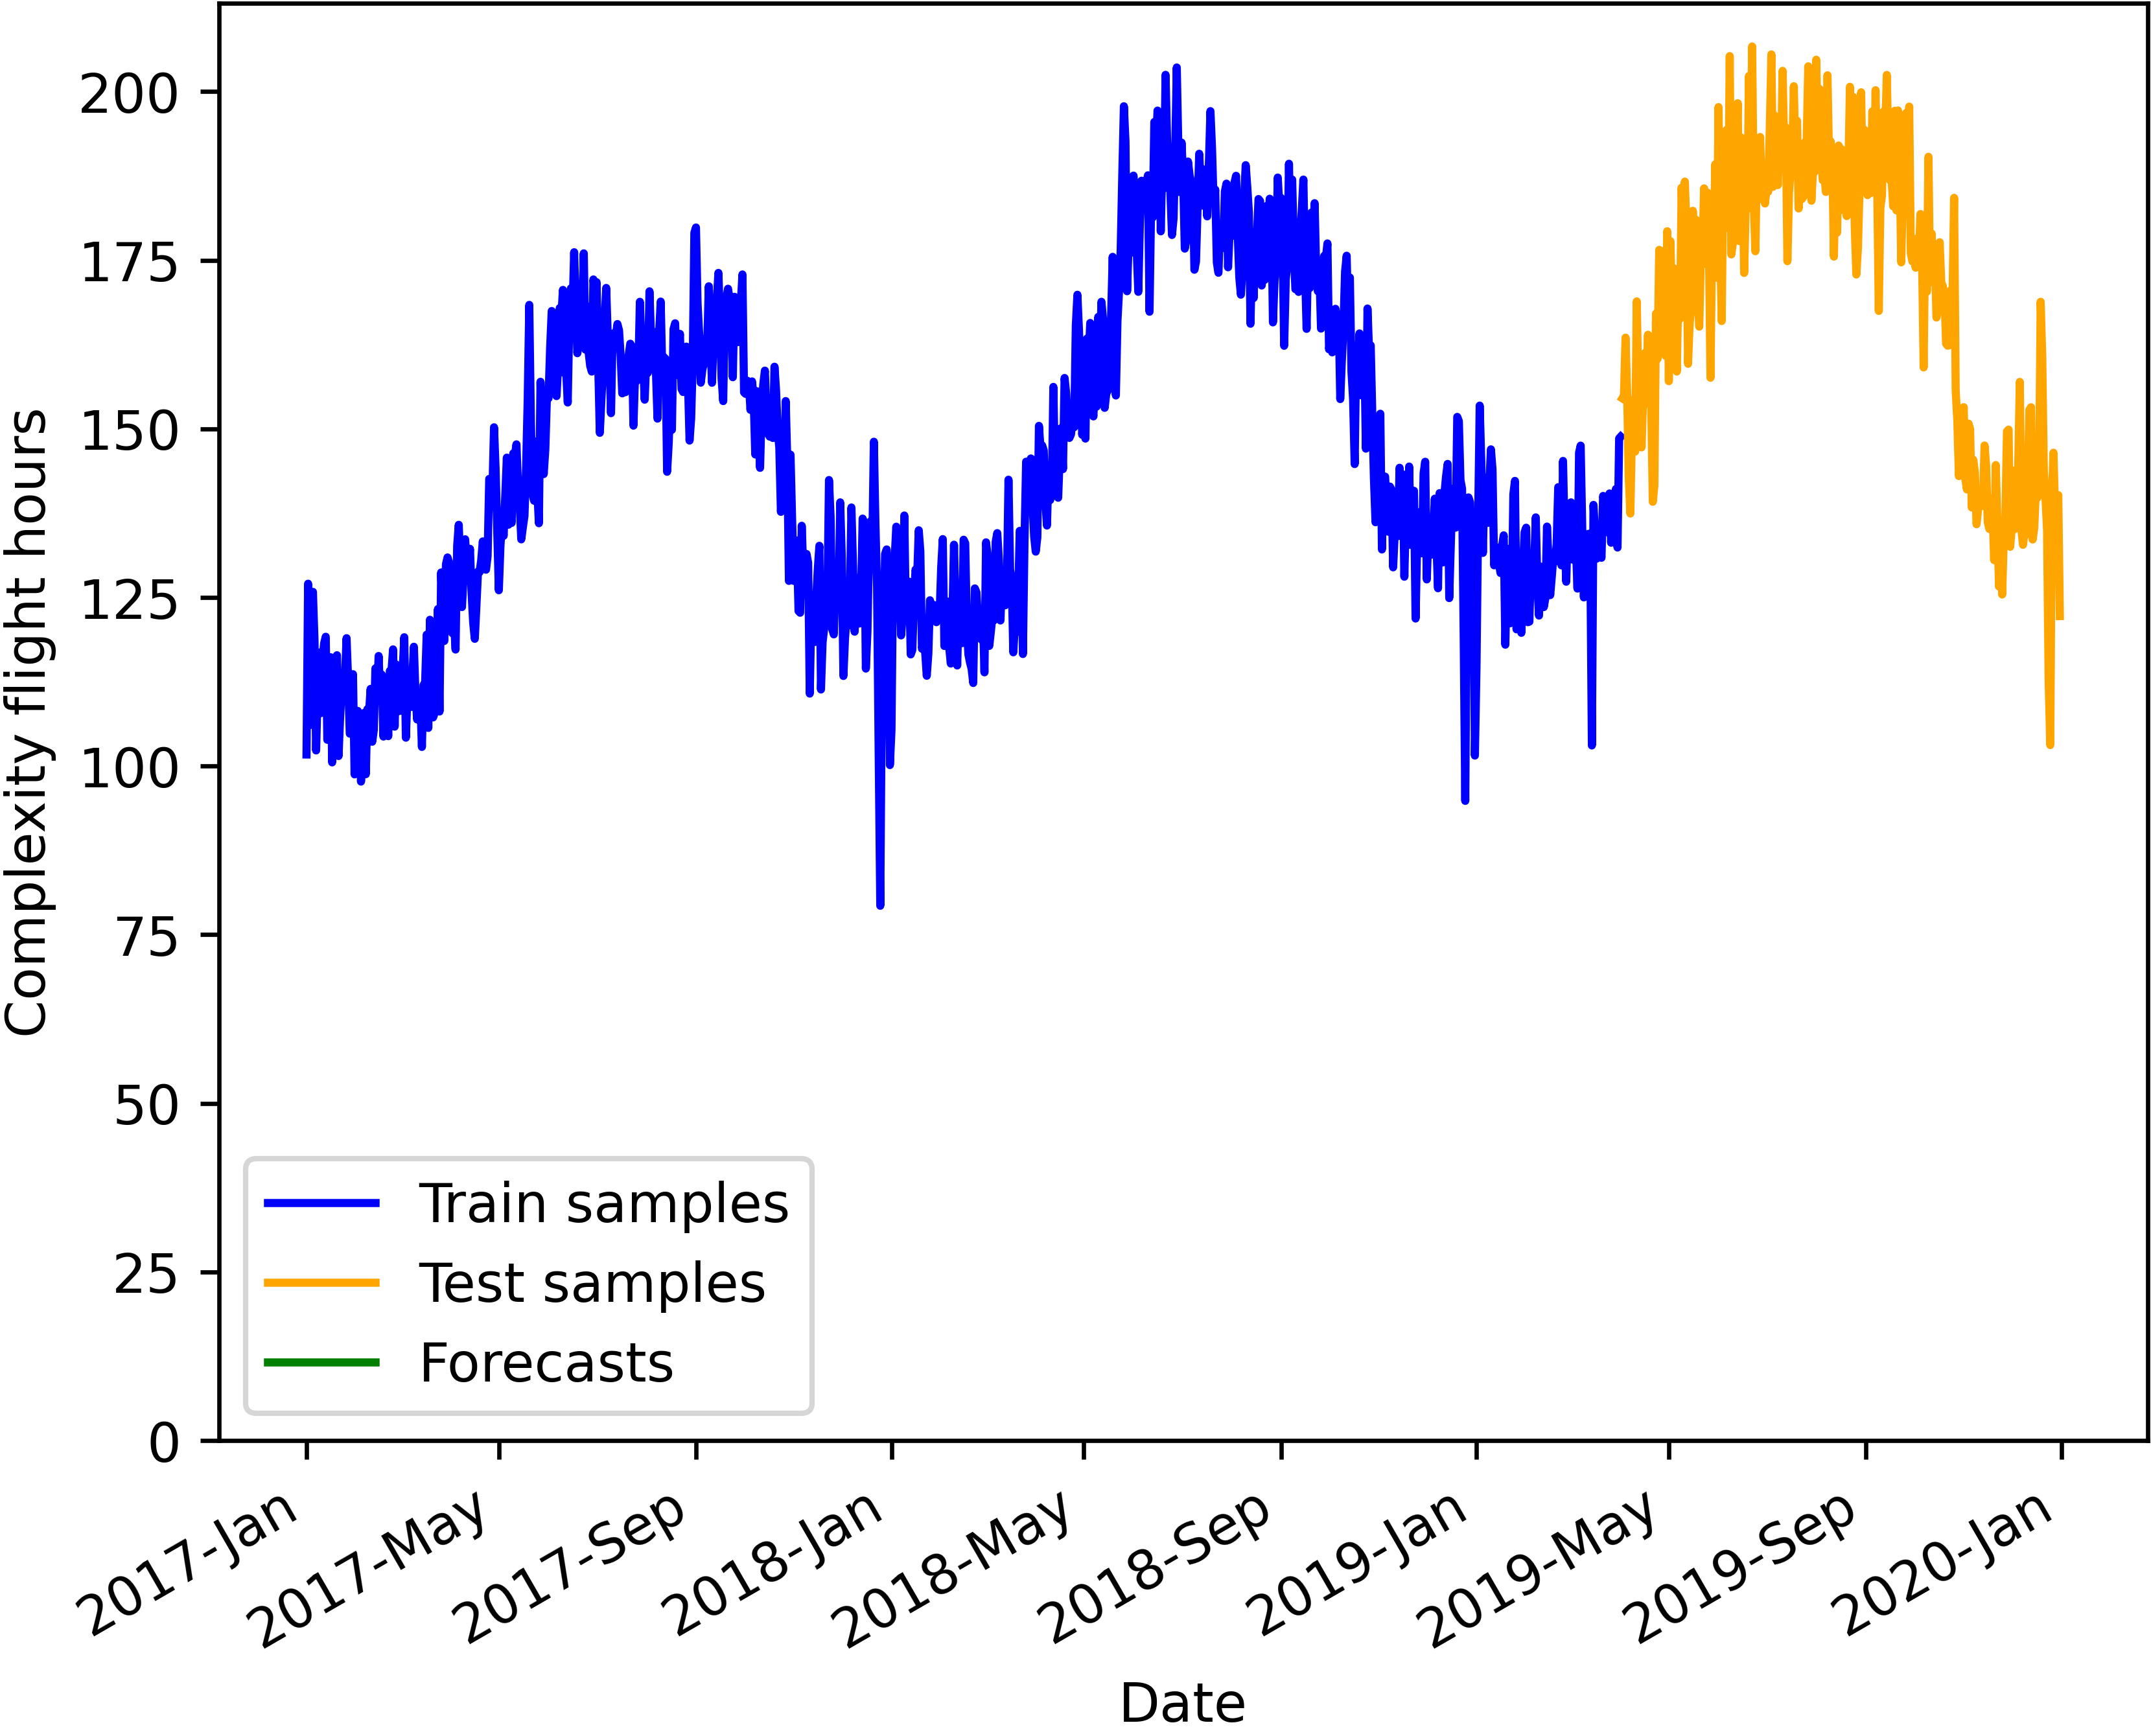 200
175
150
125
100
75
50
25
0
Complexity flight hours
Train samples
Test samples
Forecasts
2017-Jan
2017-May
2017-Sep
2018-Jan
2018-May
2018-Sep
2019-Jan
2019-May
2019-Sep
2020-Jan
Date